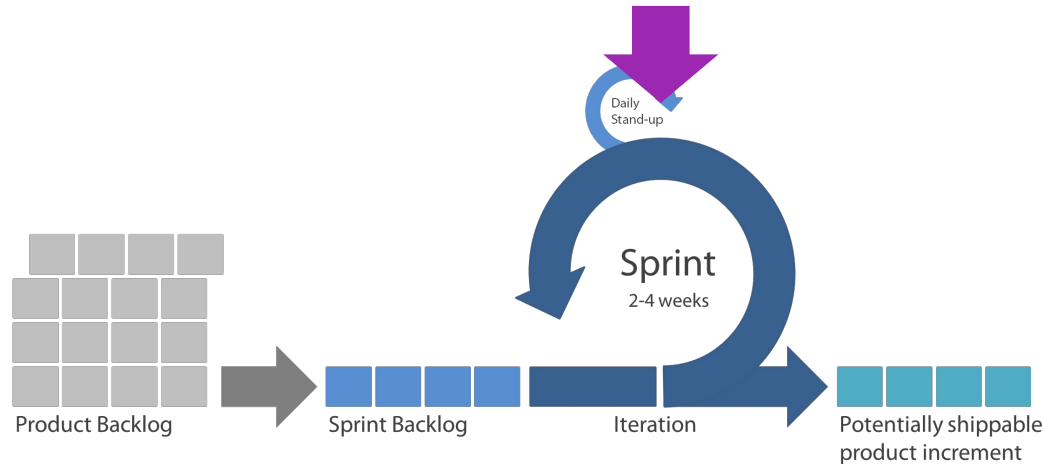 Daily
Stand-up
Sprint
2-4 weeks
Product Backlog
Sprint Backlog
Iteration
Potentially shippable
product increment